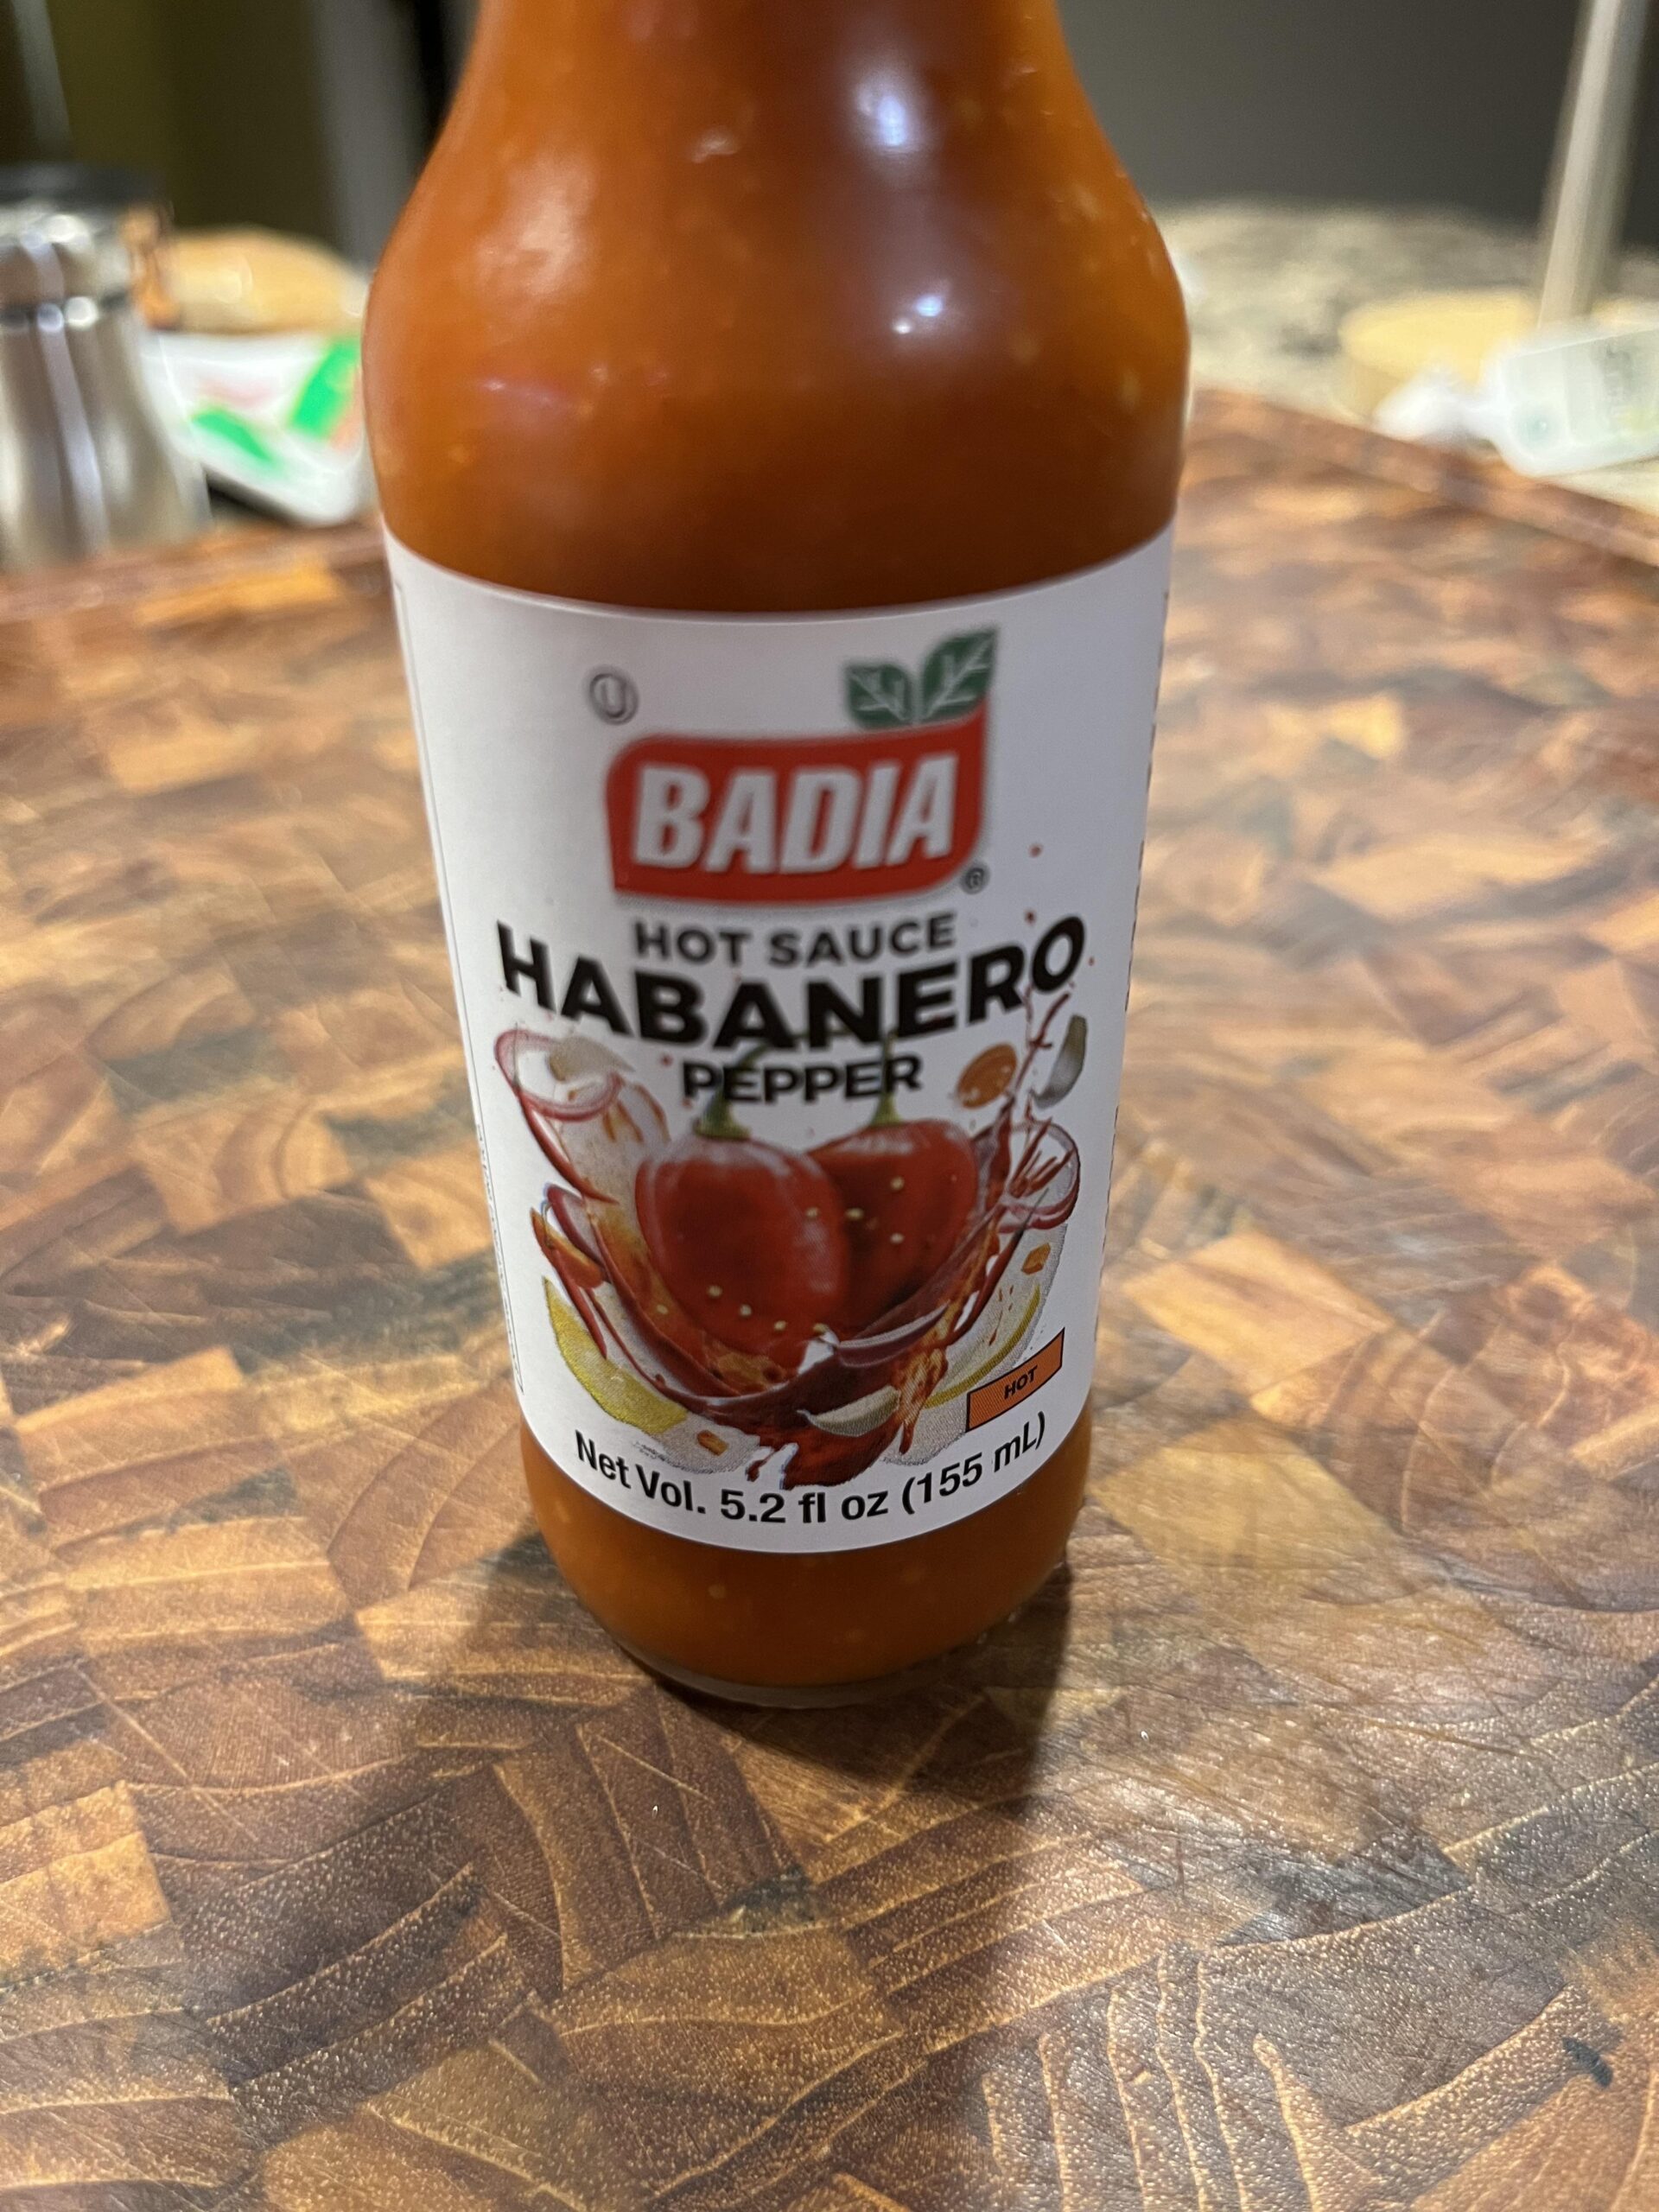 U
BADIA
®
HOT SAUCE
HABANERO
PEPPER
HOT
Net Vol. 5.2 fl oz (155 mL)